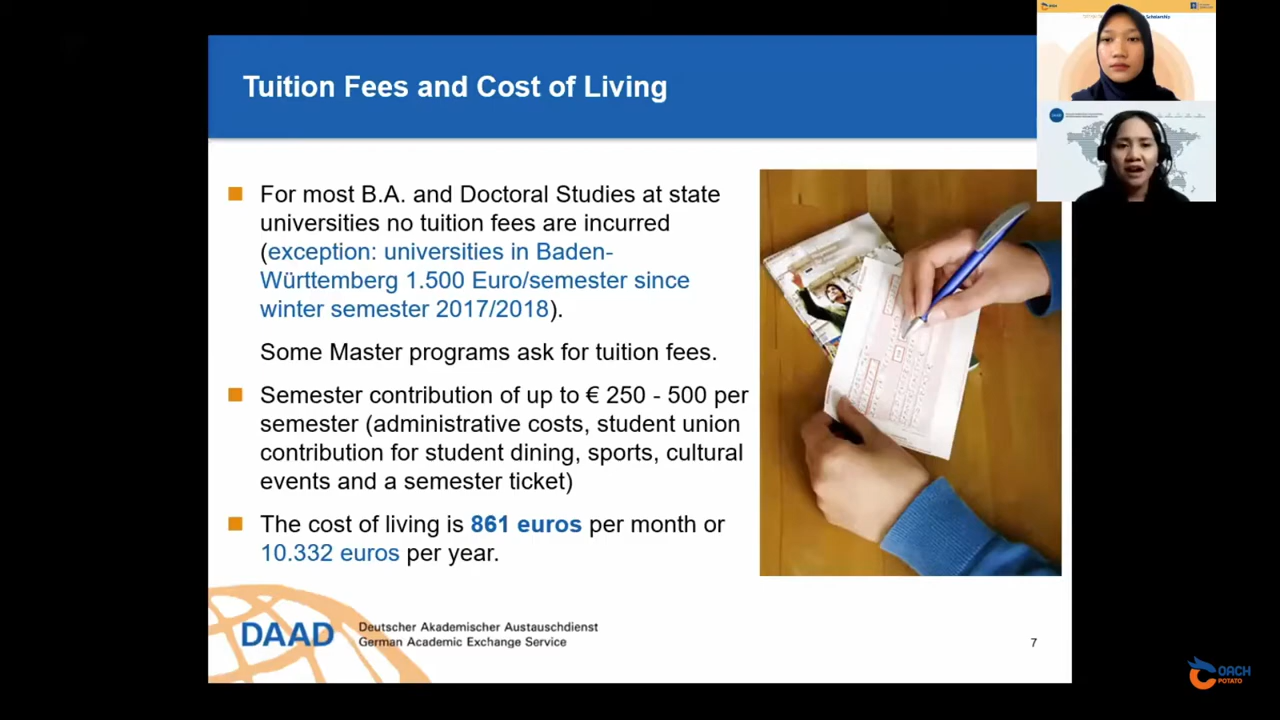 Tuition Fees and Cost of Living
For most B.A. and Doctoral Studies at state
universities no tuition fees are incurred
(exception: universities in Baden-
Württemberg 1.500 Euro/semester since
winter semester 2017/2018).
Some Master programs ask for tuition fees.
Semester contribution of up to € 250 - 500 per
semester (administrative costs, student union
contribution for student dining, sports, cultural
events and a semester ticket)
The cost of living is 861 euros per month or
10.332 euros per year.
DAAD
Deutscher Akademischer Austauschdienst
German Academic Exchange Service
7
Scholarship
DAAD
OACH
POTATO